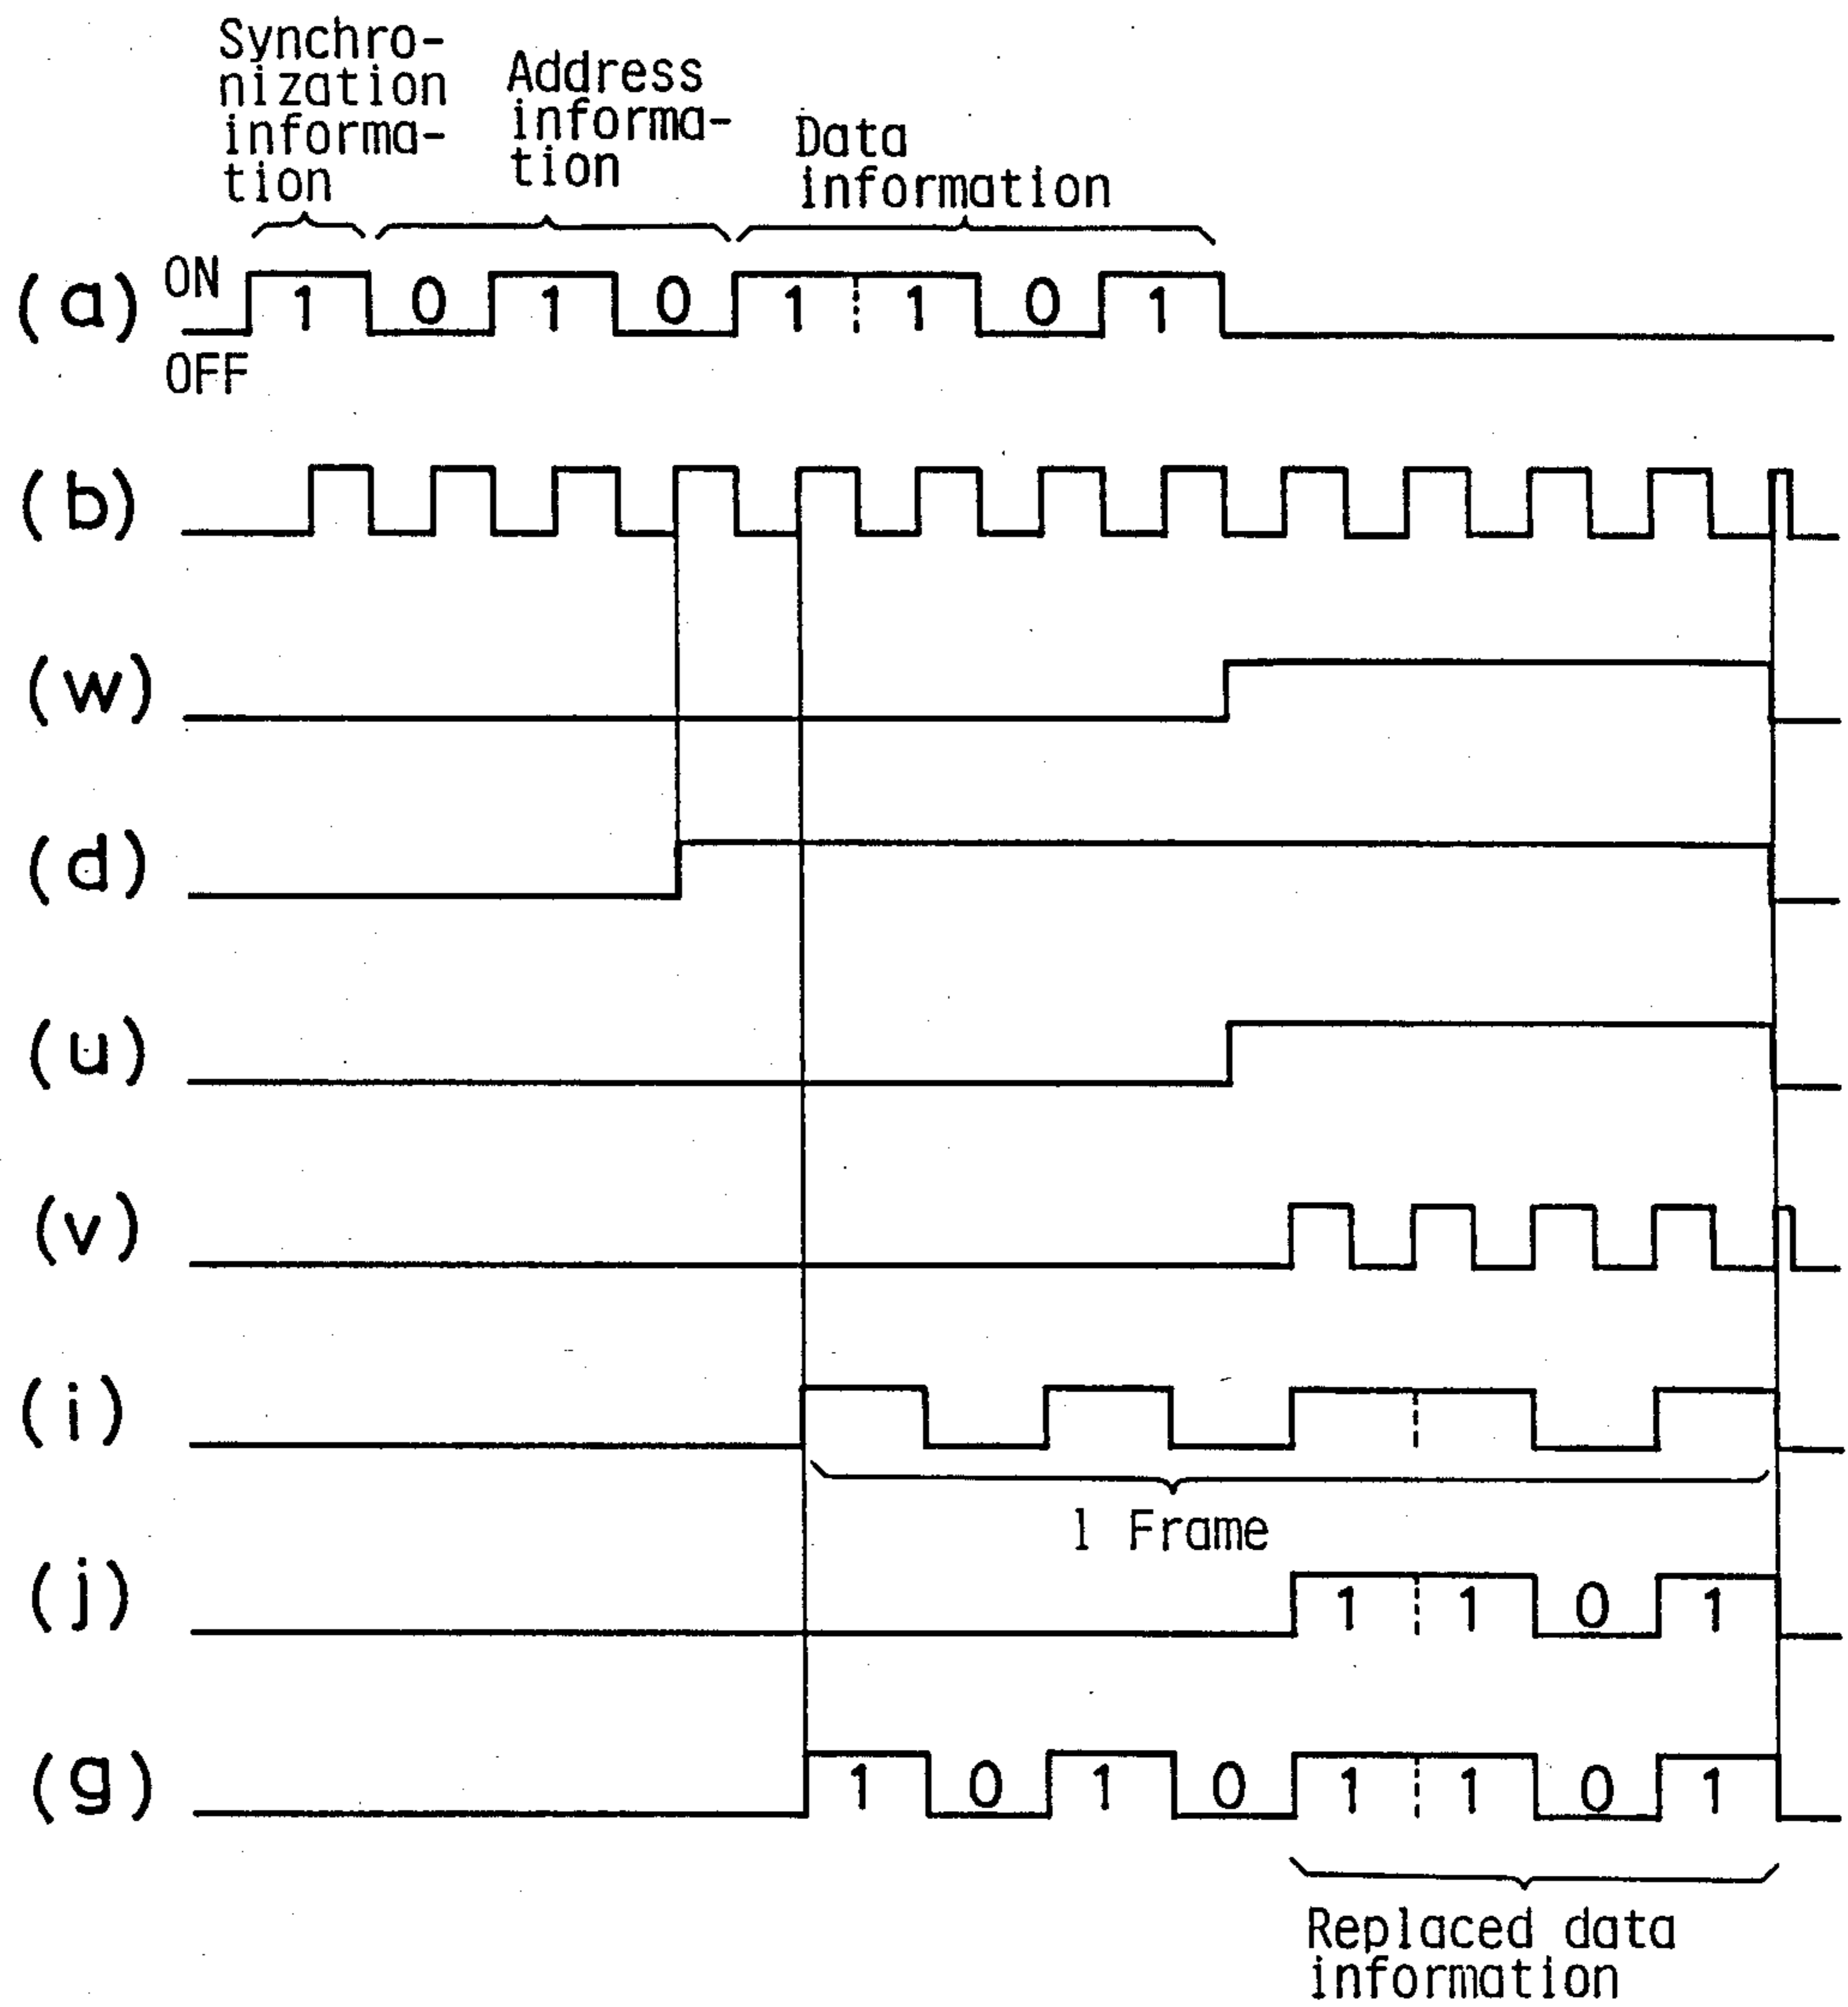 Synchro-
nization
informa-
tion
Address
informa-
tion
Data
information
(a) ON 1 0 1 0 1 1 0 1
OFF
(b)
(w)
(d)
(u)
(v)
(i)
1 Frame
(j) 1 1 0 1
(g) 1 0 1 0 1 1 0 1
Replaced data
information